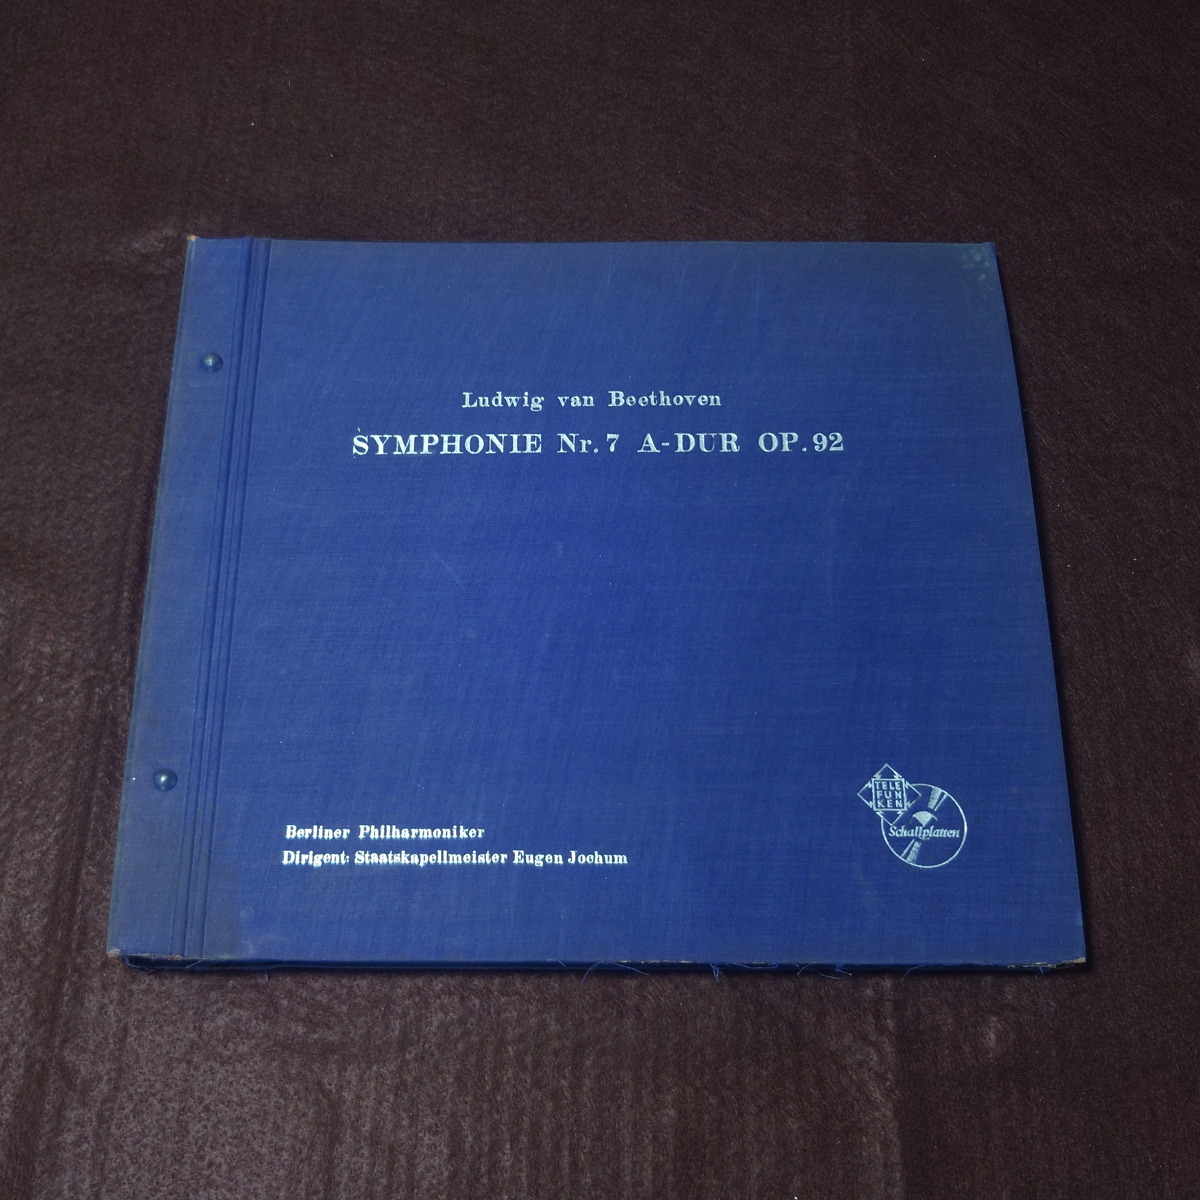 Ludwig van Beethoven
SYMPHONIE Nr. 7 A-DUR OP. 92
Berliner Philharmoniker
Dirigent: Staatskapellmeister Eugen Jochum
TELE
FUN
KEN
Schallplatten